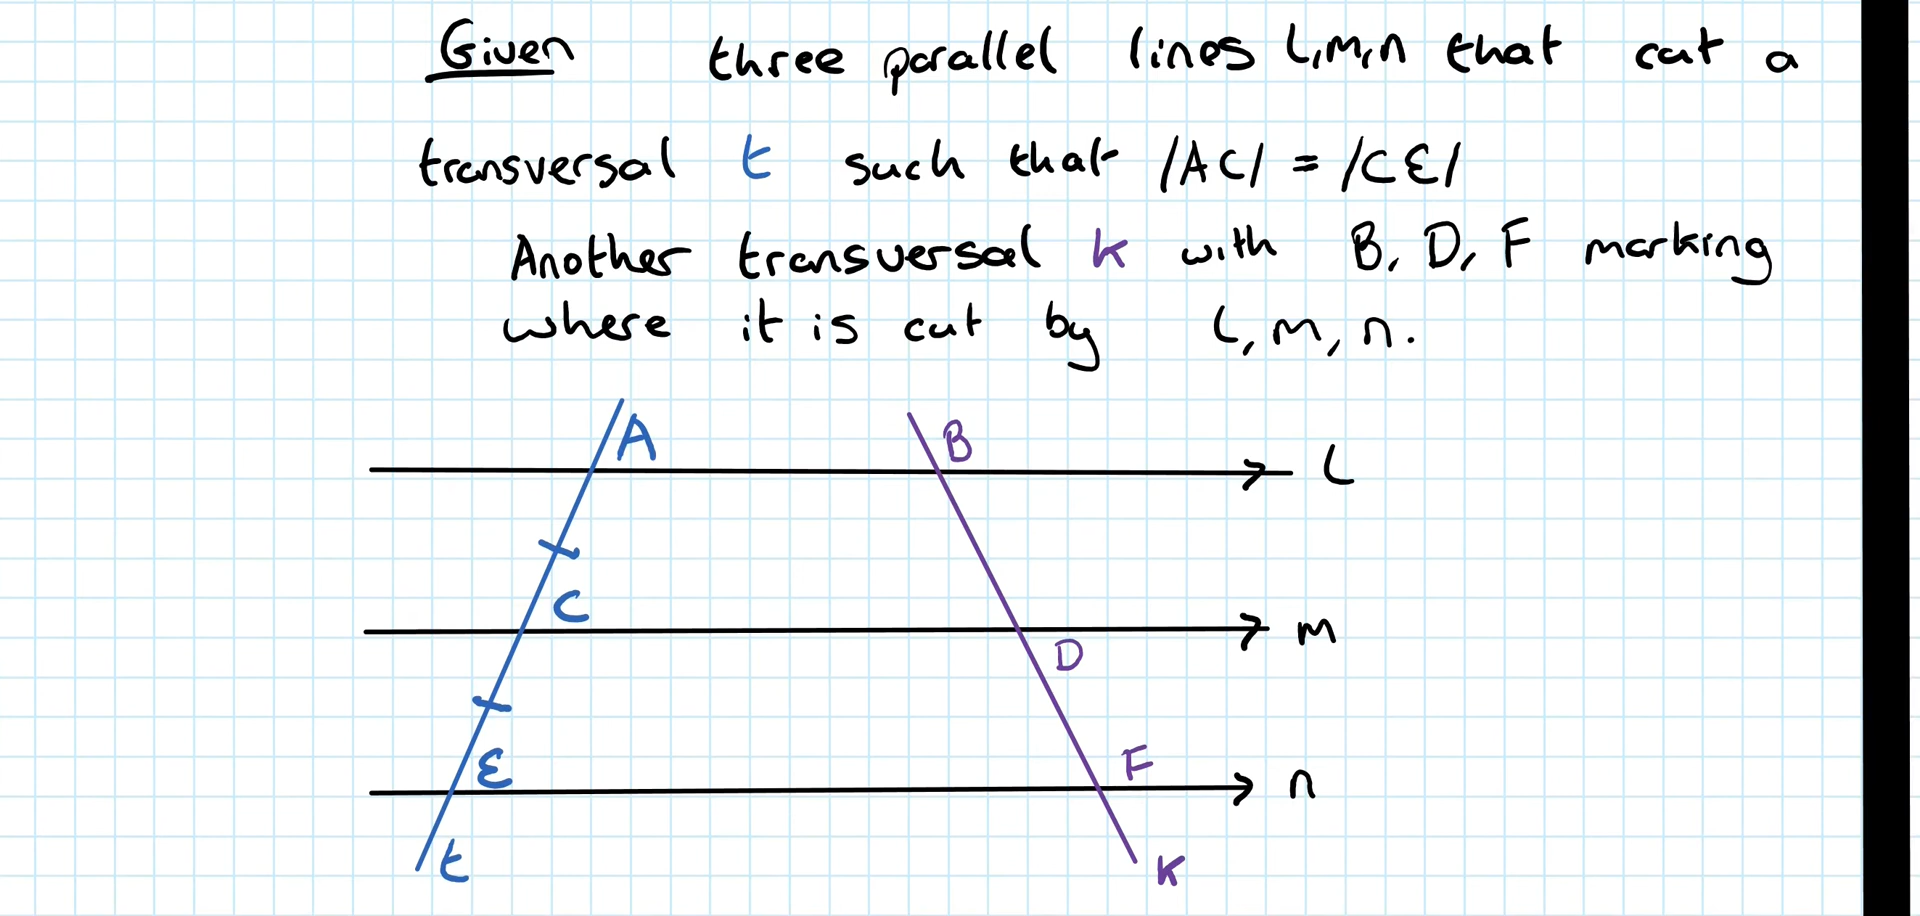 Given three parallel lines L, m, n that cut a
transversal t such that |AC| = |CE|
Another transversal k with B, D, F marking
where it is cut by L, m, n.
A
B
L
C
m
D
E
F
n
t
K